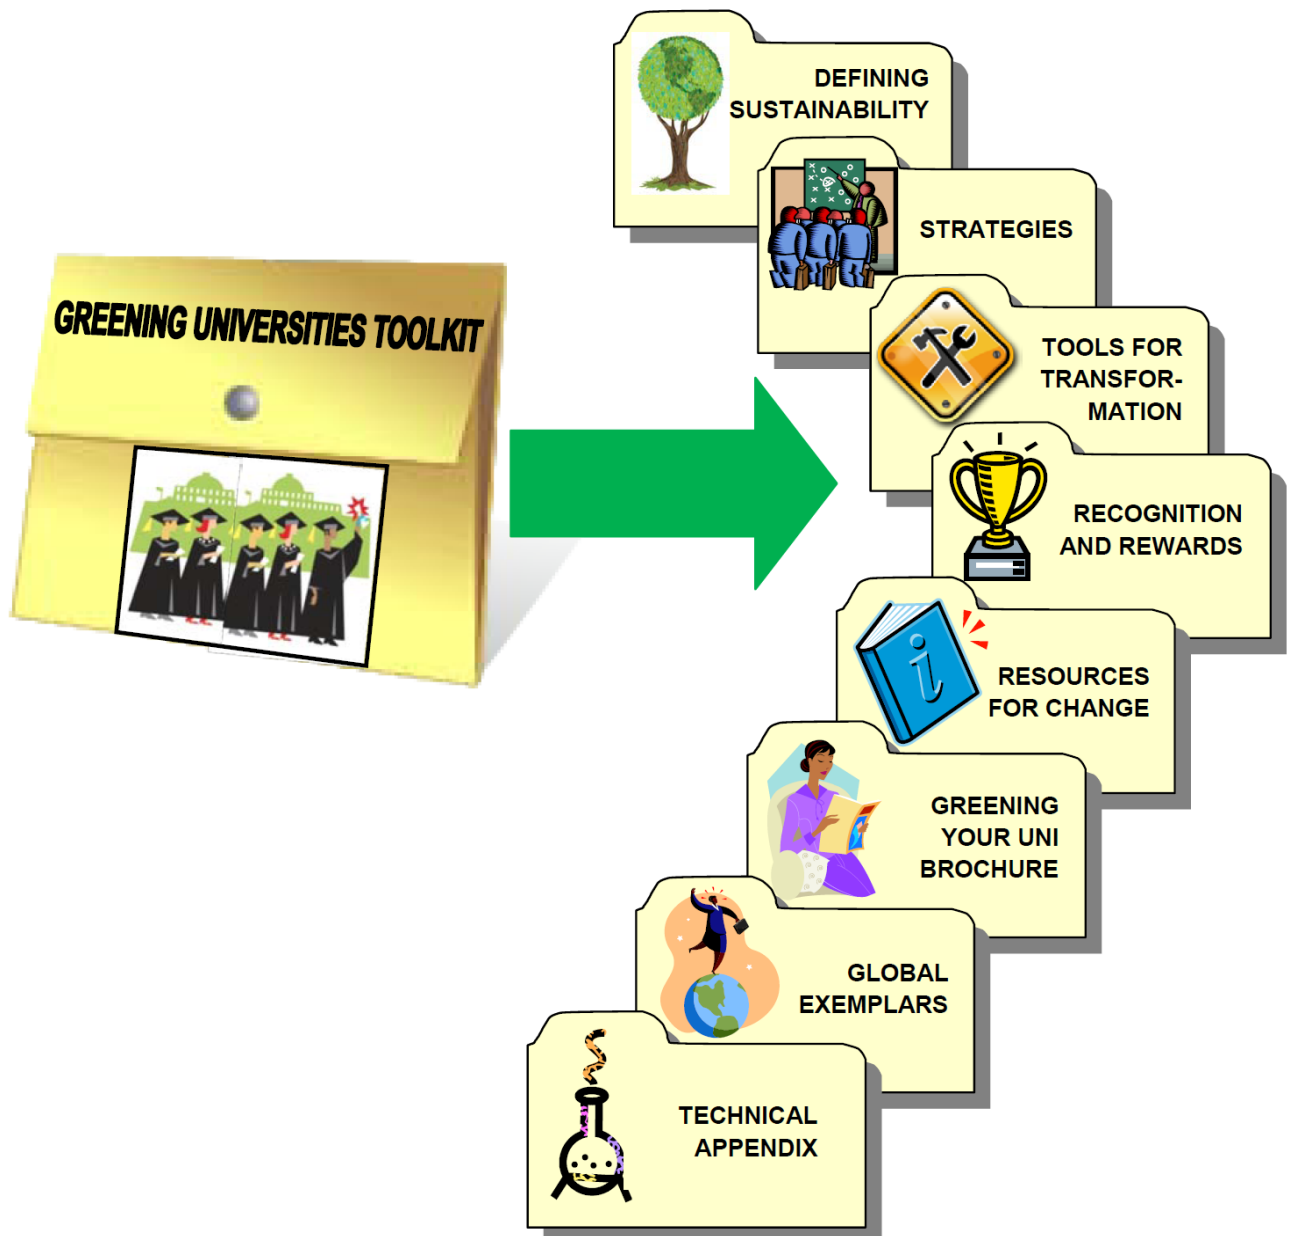 GREENING UNIVERSITIES TOOLKIT
DEFINING
SUSTAINABILITY
STRATEGIES
TOOLS FOR
TRANSFOR-
MATION
RECOGNITION
AND REWARDS
RESOURCES
FOR CHANGE
GREENING
YOUR UNI
BROCHURE
GLOBAL
EXEMPLARS
TECHNICAL
APPENDIX